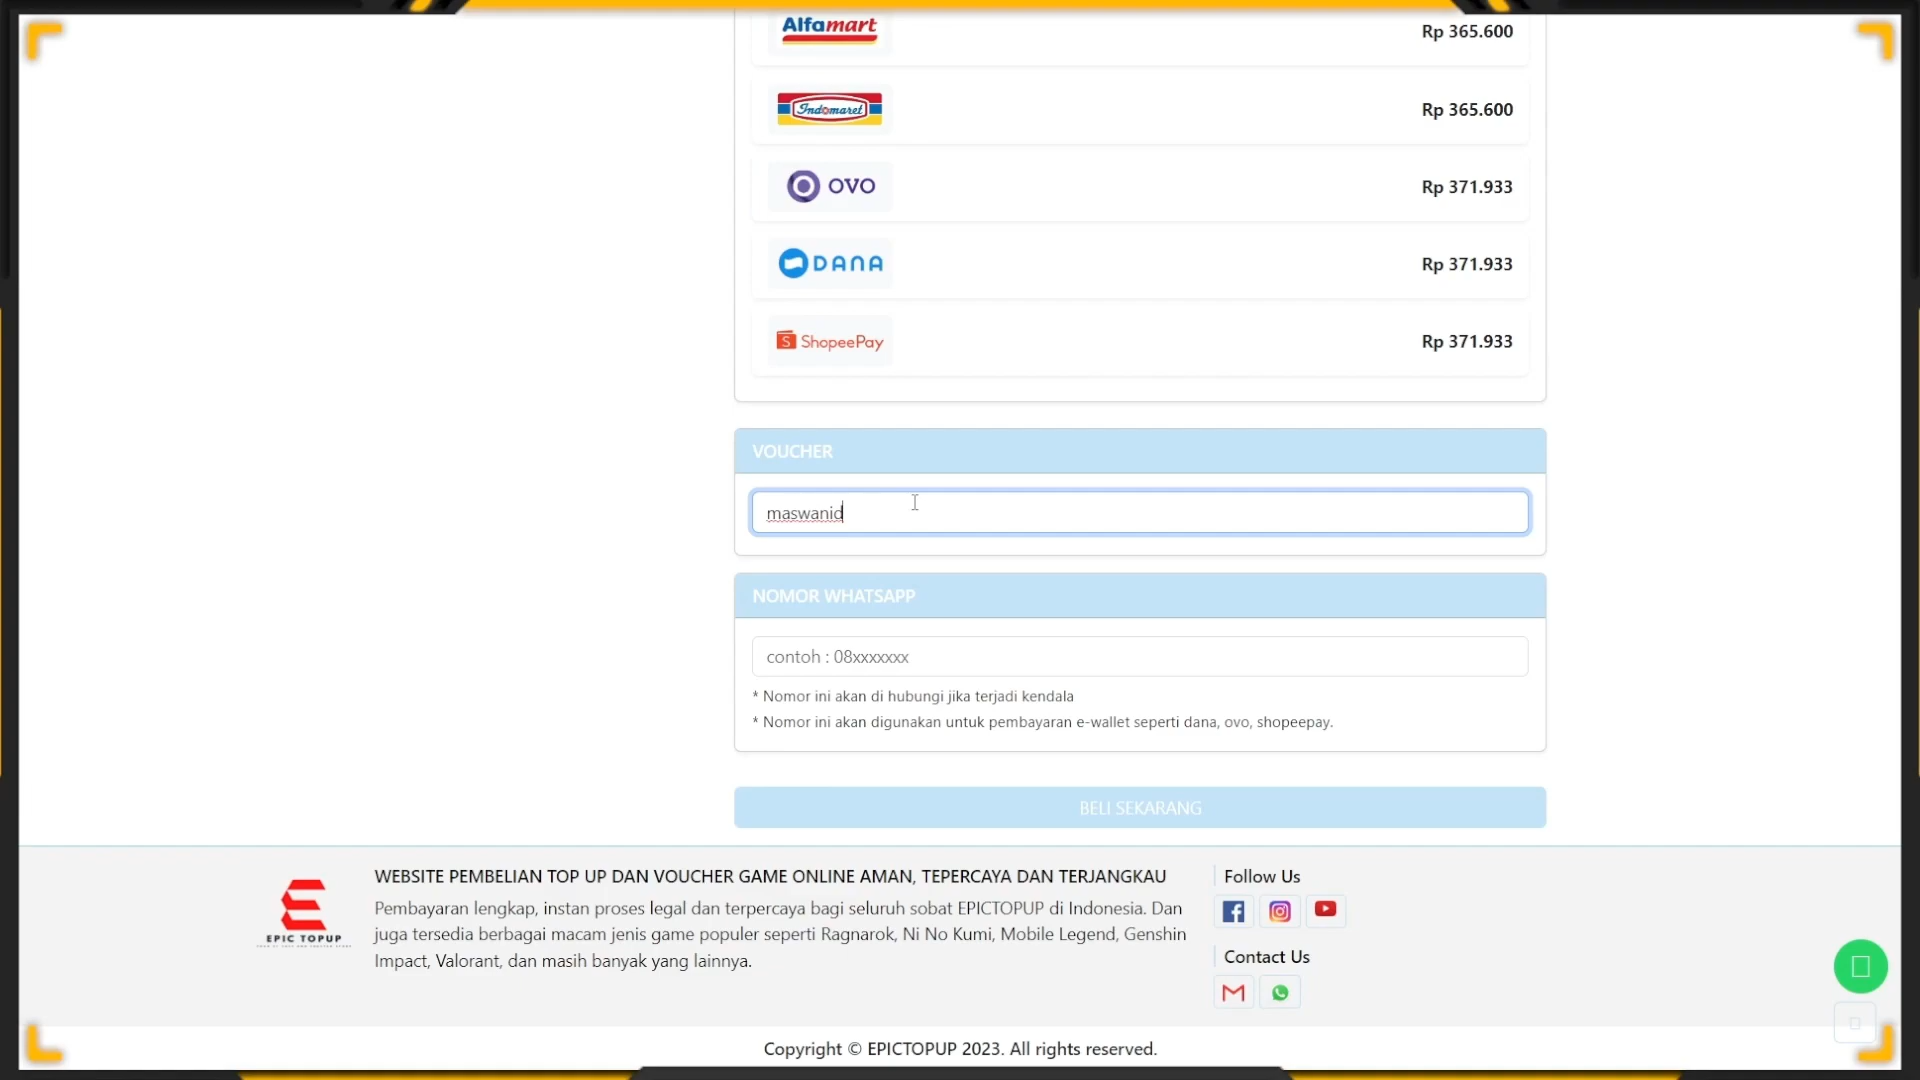 Alfamart
Rp 365.600
Indomaret
Rp 365.600
OVO
Rp 371.933
DANA
Rp 371.933
S ShopeePay
Rp 371.933
VOUCHER
maswanid
NOMOR WHATSAPP
contoh : 08xxxxxxx
* Nomor ini akan di hubungi jika terjadi kendala
* Nomor ini akan digunakan untuk pembayaran e-wallet seperti dana, ovo, shopeepay.
BELI SEKARANG
EPIC TOPUP
WEBSITE PEMBELIAN TOP UP DAN VOUCHER GAME ONLINE AMAN, TEPERCAYA DAN TERJANGKAU
Pembayaran lengkap, instan proses legal dan terpercaya bagi seluruh sobat EPICTOPUP di Indonesia. Dan
juga tersedia berbagai macam jenis game populer seperti Ragnarok, Ni No Kumi, Mobile Legend, Genshin
Impact, Valorant, dan masih banyak yang lainnya.
Follow Us
Contact Us
Copyright © EPICTOPUP 2023. All rights reserved.